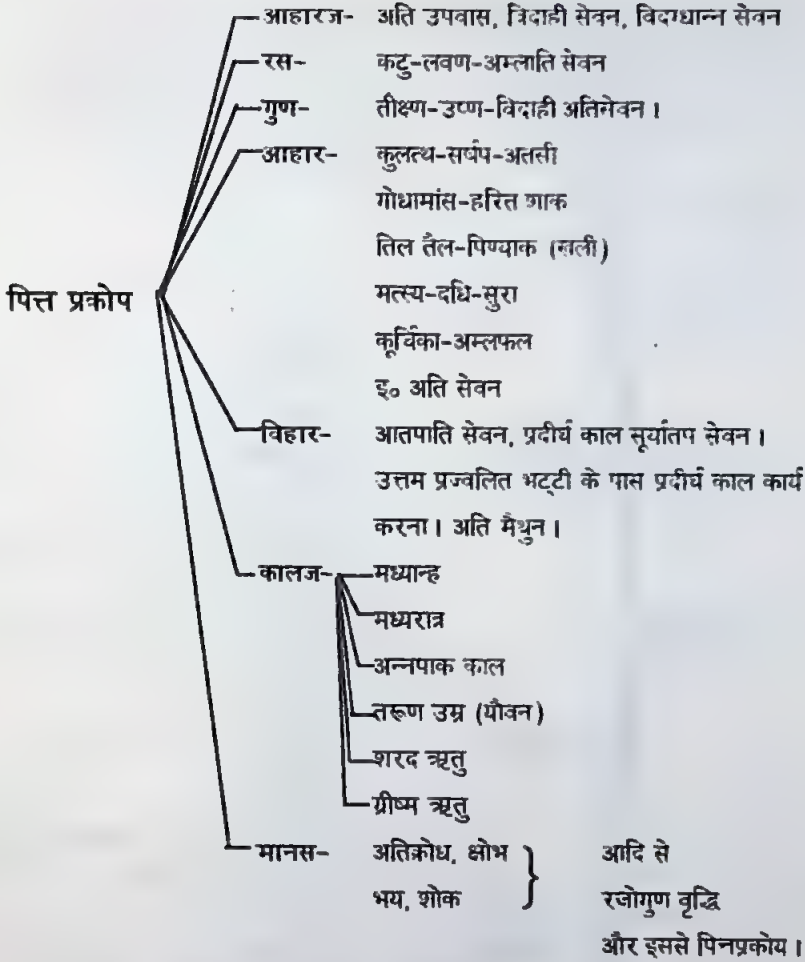 आहारज- अति उपवास, विदाही सेवन, विदग्धान्न सेवन
रस- कटु-लवण-अम्लाति सेवन
गुण- तीक्ष्ण-उष्ण-विदाही अतिसेवन ।
आहार- कुलत्थ-सर्षप-अतसी
गोधामांस-हरित शाक
तिल तैल-पिण्याक (खली)
पित्त प्रकोप मत्स्य-दधि-सुरा
कूर्चिका-अम्लफल
इ० अति सेवन
विहार- आतपाति सेवन, प्रदीर्घ काल सूर्यातप सेवन ।
उत्तम प्रज्वलित भट्टी के पास प्रदीर्घ काल कार्य
करना । अति मैथुन ।
कालज- मध्यान्ह
मध्यरात्र
अन्नपाक काल
तरूण उम्र (यौवन)
शरद ऋतु
ग्रीष्म ऋतु
मानस- अतिक्रोध, क्षोभ } आदि से
भय, शोक रजोगुण वृद्धि
और इससे पित्तप्रकोप ।